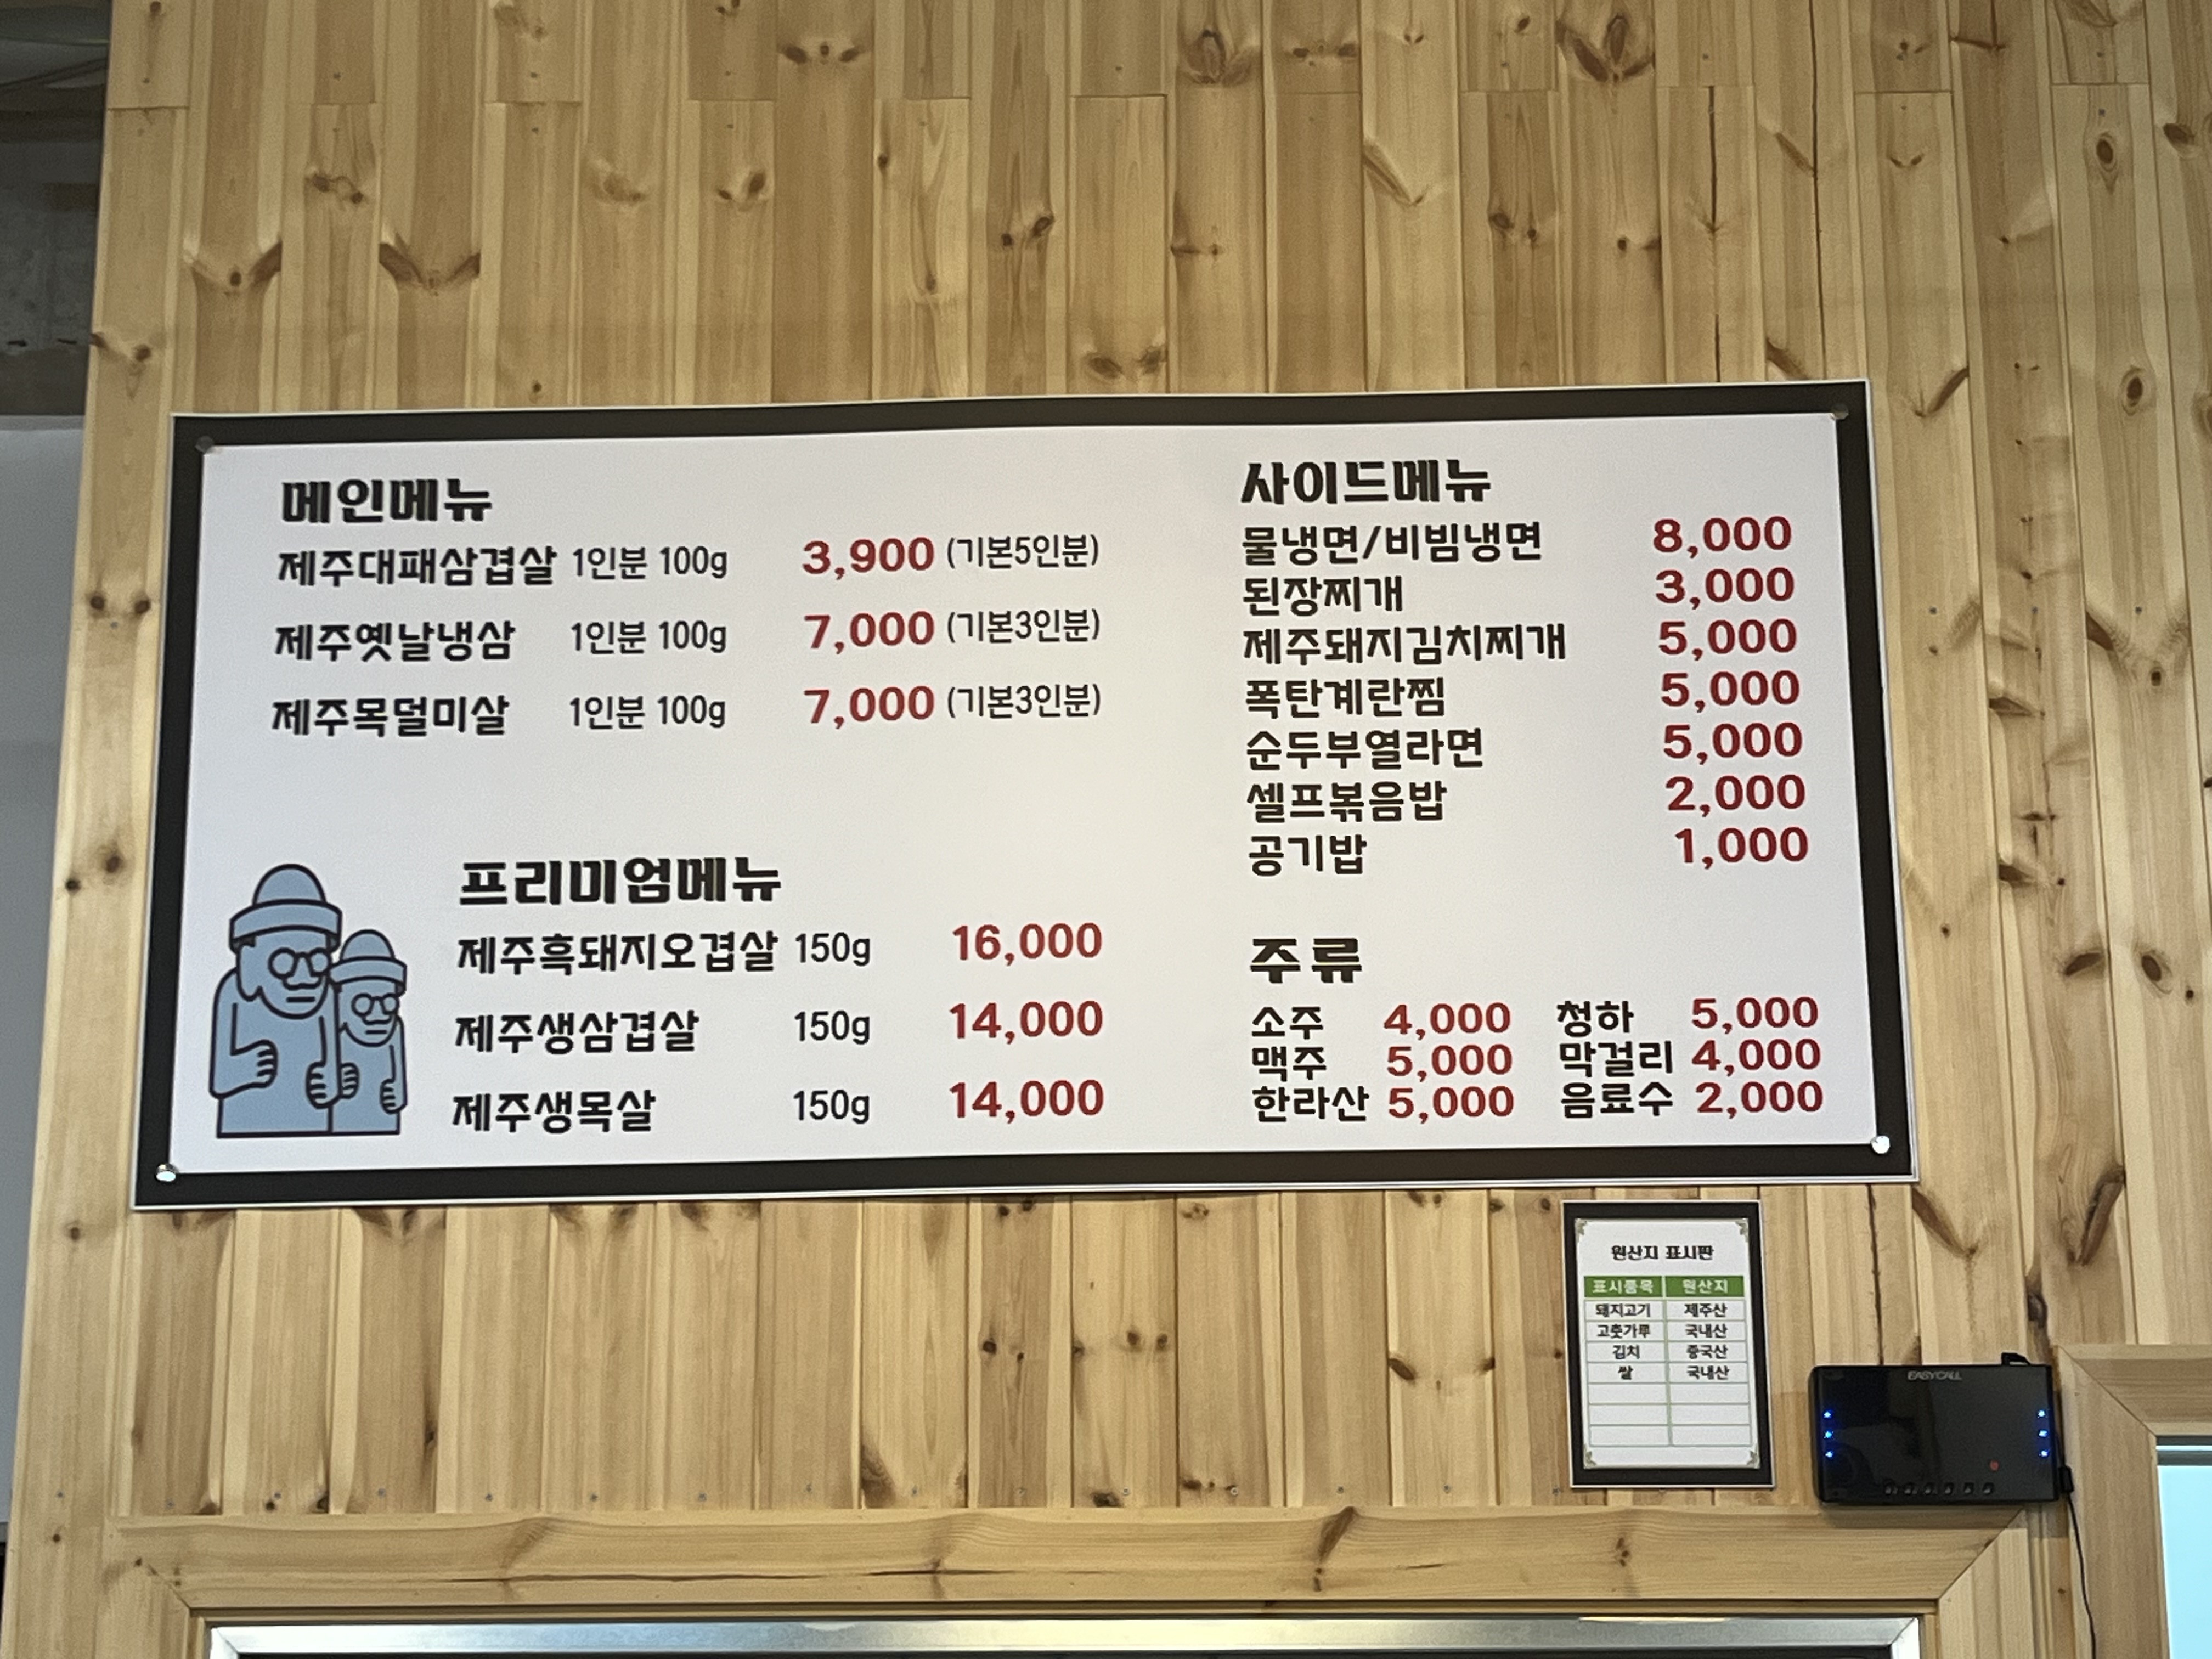 메인메뉴
제주대패삼겹살 1인분 100g 3,900 (기본5인분)
제주옛날냉삼 1인분 100g 7,000 (기본3인분)
제주목덜미살 1인분 100g 7,000 (기본3인분)
프리미엄메뉴
제주흑돼지오겹살 150g 16,000
제주생삼겹살 150g 14,000
제주생목살 150g 14,000
사이드메뉴
물냉면/비빔냉면 8,000
된장찌개 3,000
제주돼지김치찌개 5,000
폭탄계란찜 5,000
순두부열라면 5,000
셀프볶음밥 2,000
공기밥 1,000
주류
소주 4,000 청하 5,000
맥주 5,000 막걸리 4,000
한라산 5,000 음료수 2,000
원산지 표시판
표시품목 원산지
돼지고기 제주산
고춧가루 국내산
김치 중국산
쌀 국내산
EASYCALL